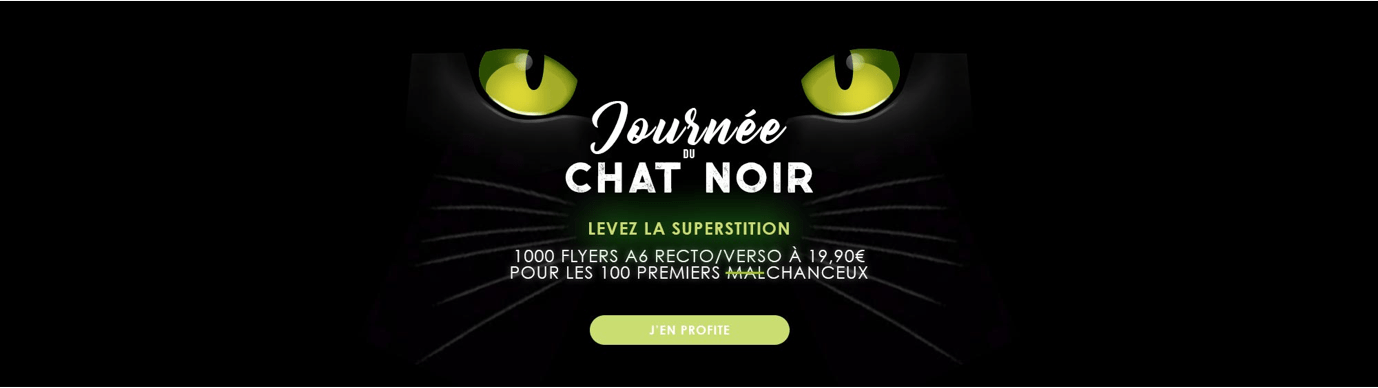 Journée
DU
CHAT NOIR
LEVEZ LA SUPERSTITION
1000 FLYERS A6 RECTO/VERSO À 19,90€
POUR LES 100 PREMIERS MALCHANCEUX
J'EN PROFITE